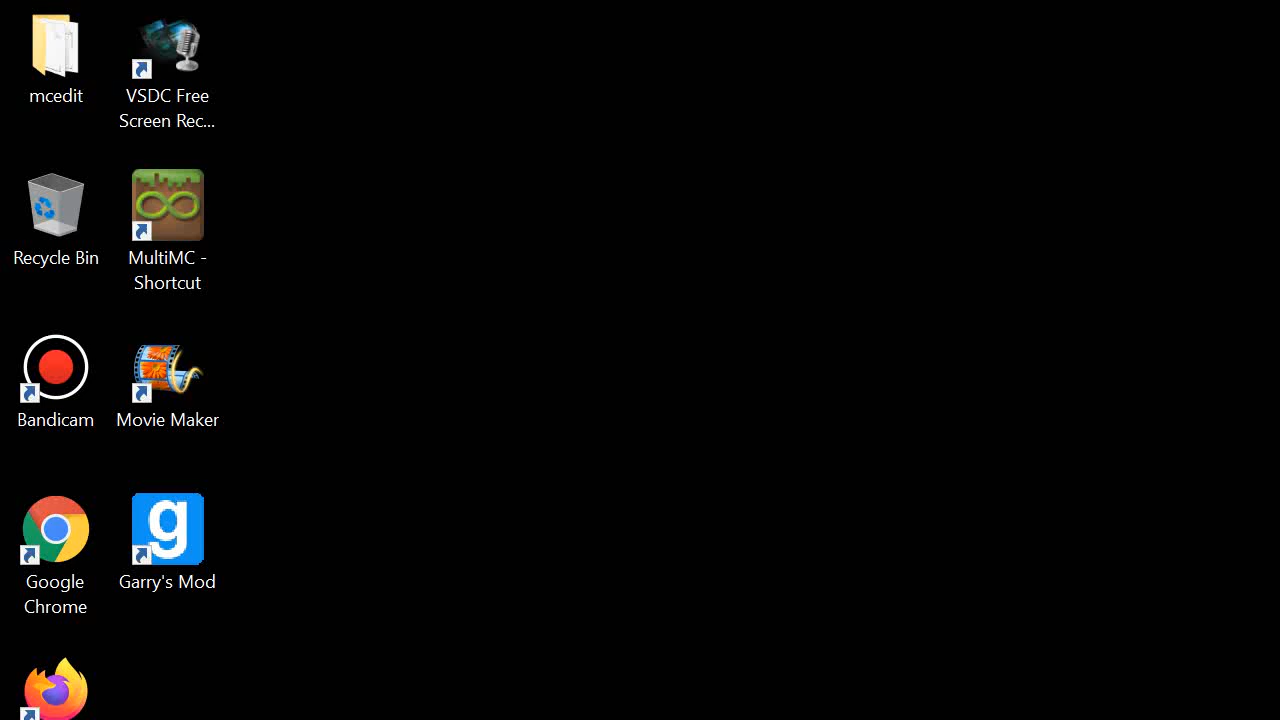 mcedit
VSDC Free
Screen Rec...
Recycle Bin
MultiMC -
Shortcut
Bandicam
Movie Maker
Google
Chrome
g
Garry's Mod